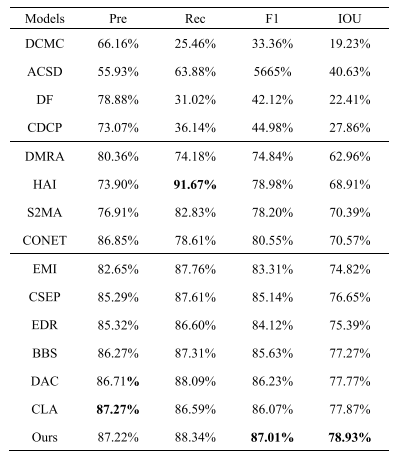 Models Pre Rec F1 IOU
DCMC 66.16% 25.46% 33.36% 19.23%
ACSD 55.93% 63.88% 5665% 40.63%
DF 78.88% 31.02% 42.12% 22.41%
CDCP 73.07% 36.14% 44.98% 27.86%
DMRA 80.36% 74.18% 74.84% 62.96%
HAI 73.90% 91.67% 78.98% 68.91%
S2MA 76.91% 82.83% 78.20% 70.39%
CONET 86.85% 78.61% 80.55% 70.57%
EMI 82.65% 87.76% 83.31% 74.82%
CSEP 85.29% 87.61% 85.14% 76.65%
EDR 85.32% 86.60% 84.12% 75.39%
BBS 86.27% 87.31% 85.63% 77.27%
DAC 86.71% 88.09% 86.23% 77.77%
CLA 87.27% 86.59% 86.07% 77.87%
Ours 87.22% 88.34% 87.01% 78.93%